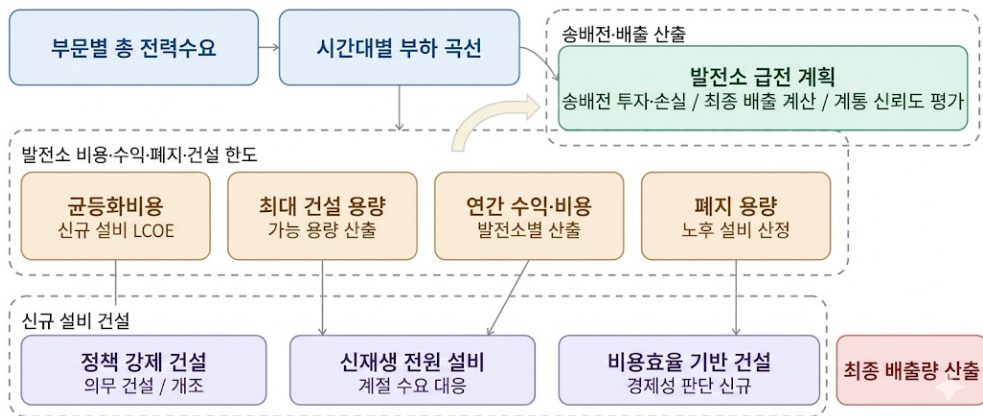 부문별 총 전력수요
시간대별 부하 곡선
송배전·배출 산출
발전소 급전 계획
송배전 투자·손실 / 최종 배출 계산 / 계통 신뢰도 평가
발전소 비용·수익·폐지·건설 한도
균등화비용
신규 설비 LCOE
최대 건설 용량
가능 용량 산출
연간 수익·비용
발전소별 산출
폐지 용량
노후 설비 산정
신규 설비 건설
정책 강제 건설
의무 건설 / 개조
신재생 전원 설비
계절 수요 대응
비용효율 기반 건설
경제성 판단 신규
최종 배출량 산출